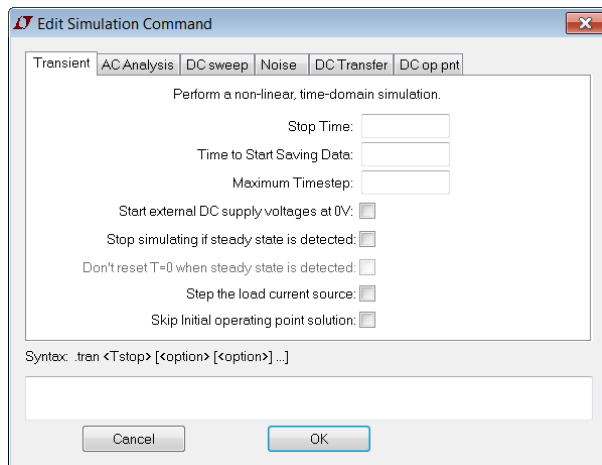 Edit Simulation Command
Transient AC Analysis DC sweep Noise DC Transfer DC op pnt
Perform a non-linear, time-domain simulation.
Stop Time:
Time to Start Saving Data:
Maximum Timestep:
Start external DC supply voltages at 0V:
Stop simulating if steady state is detected:
Don't reset T=0 when steady state is detected:
Step the load current source:
Skip Initial operating point solution:
Syntax: .tran <Tstop> [<option> [<option>] ...]
Cancel OK